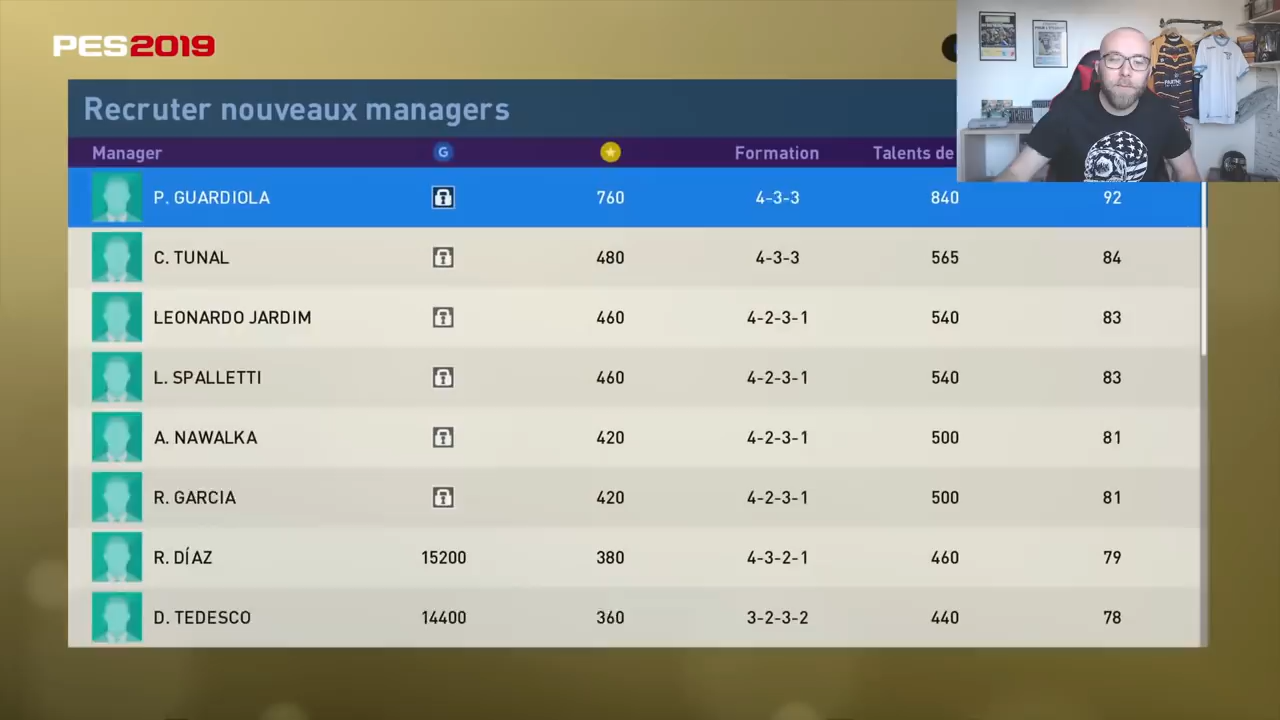 PES2019
Recruter nouveaux managers
Manager G Formation Talents de
P. GUARDIOLA 760 4-3-3 840 92
C. TUNAL 480 4-3-3 565 84
LEONARDO JARDIM 460 4-2-3-1 540 83
L. SPALLETTI 460 4-2-3-1 540 83
A. NAWALKA 420 4-2-3-1 500 81
R. GARCIA 420 4-2-3-1 500 81
R. DÍAZ 15200 380 4-3-2-1 460 79
D. TEDESCO 14400 360 3-2-3-2 440 78